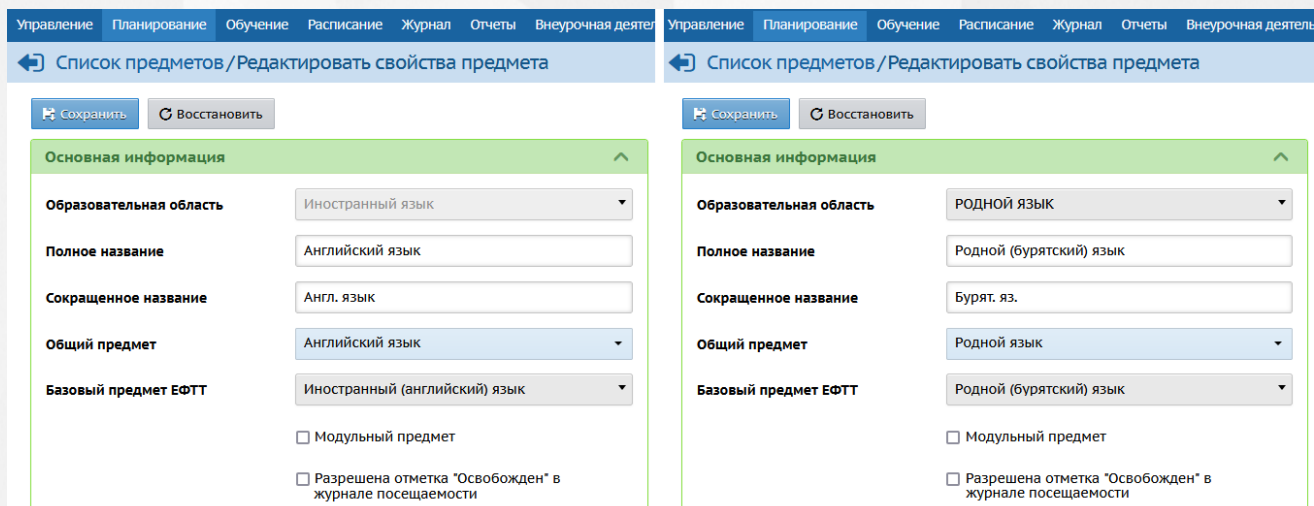 Управление Планирование Обучение Расписание Журнал Отчеты Внеурочная деятел
Список предметов/Редактировать свойства предмета
Сохранить Восстановить
Основная информация
Образовательная область Иностранный язык
Полное название Английский язык
Сокращенное название Англ. язык
Общий предмет Английский язык
Базовый предмет ЕФТТ Иностранный (английский) язык
Модульный предмет
Разрешена отметка "Освобожден" в
журнале посещаемости
Управление Планирование Обучение Расписание Журнал Отчеты Внеурочная деятель
Список предметов/Редактировать свойства предмета
Сохранить Восстановить
Основная информация
Образовательная область РОДНОЙ ЯЗЫК
Полное название Родной (бурятский) язык
Сокращенное название Бурят. яз.
Общий предмет Родной язык
Базовый предмет ЕФТТ Родной (бурятский) язык
Модульный предмет
Разрешена отметка "Освобожден" в
журнале посещаемости